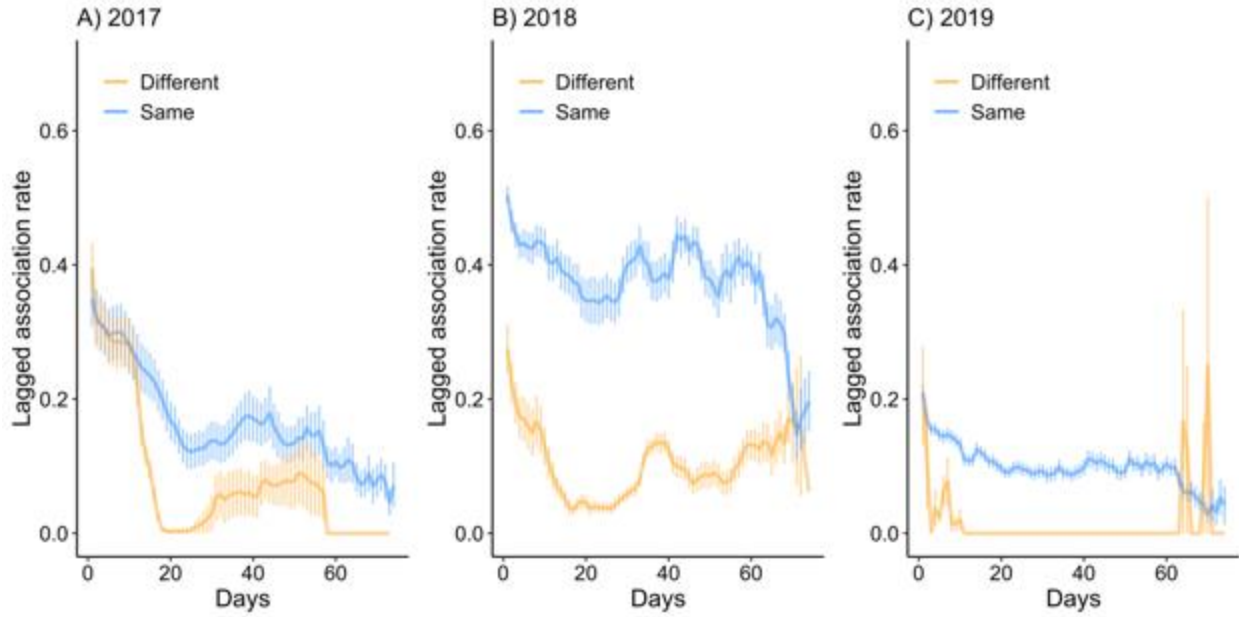 A) 2017
Different
Same
Lagged association rate
0.6
0.4
0.2
0.0
0 20 40 60
Days
B) 2018
Different
Same
Lagged association rate
0.6
0.4
0.2
0.0
0 20 40 60
Days
C) 2019
Different
Same
Lagged association rate
0.6
0.4
0.2
0.0
0 20 40 60
Days